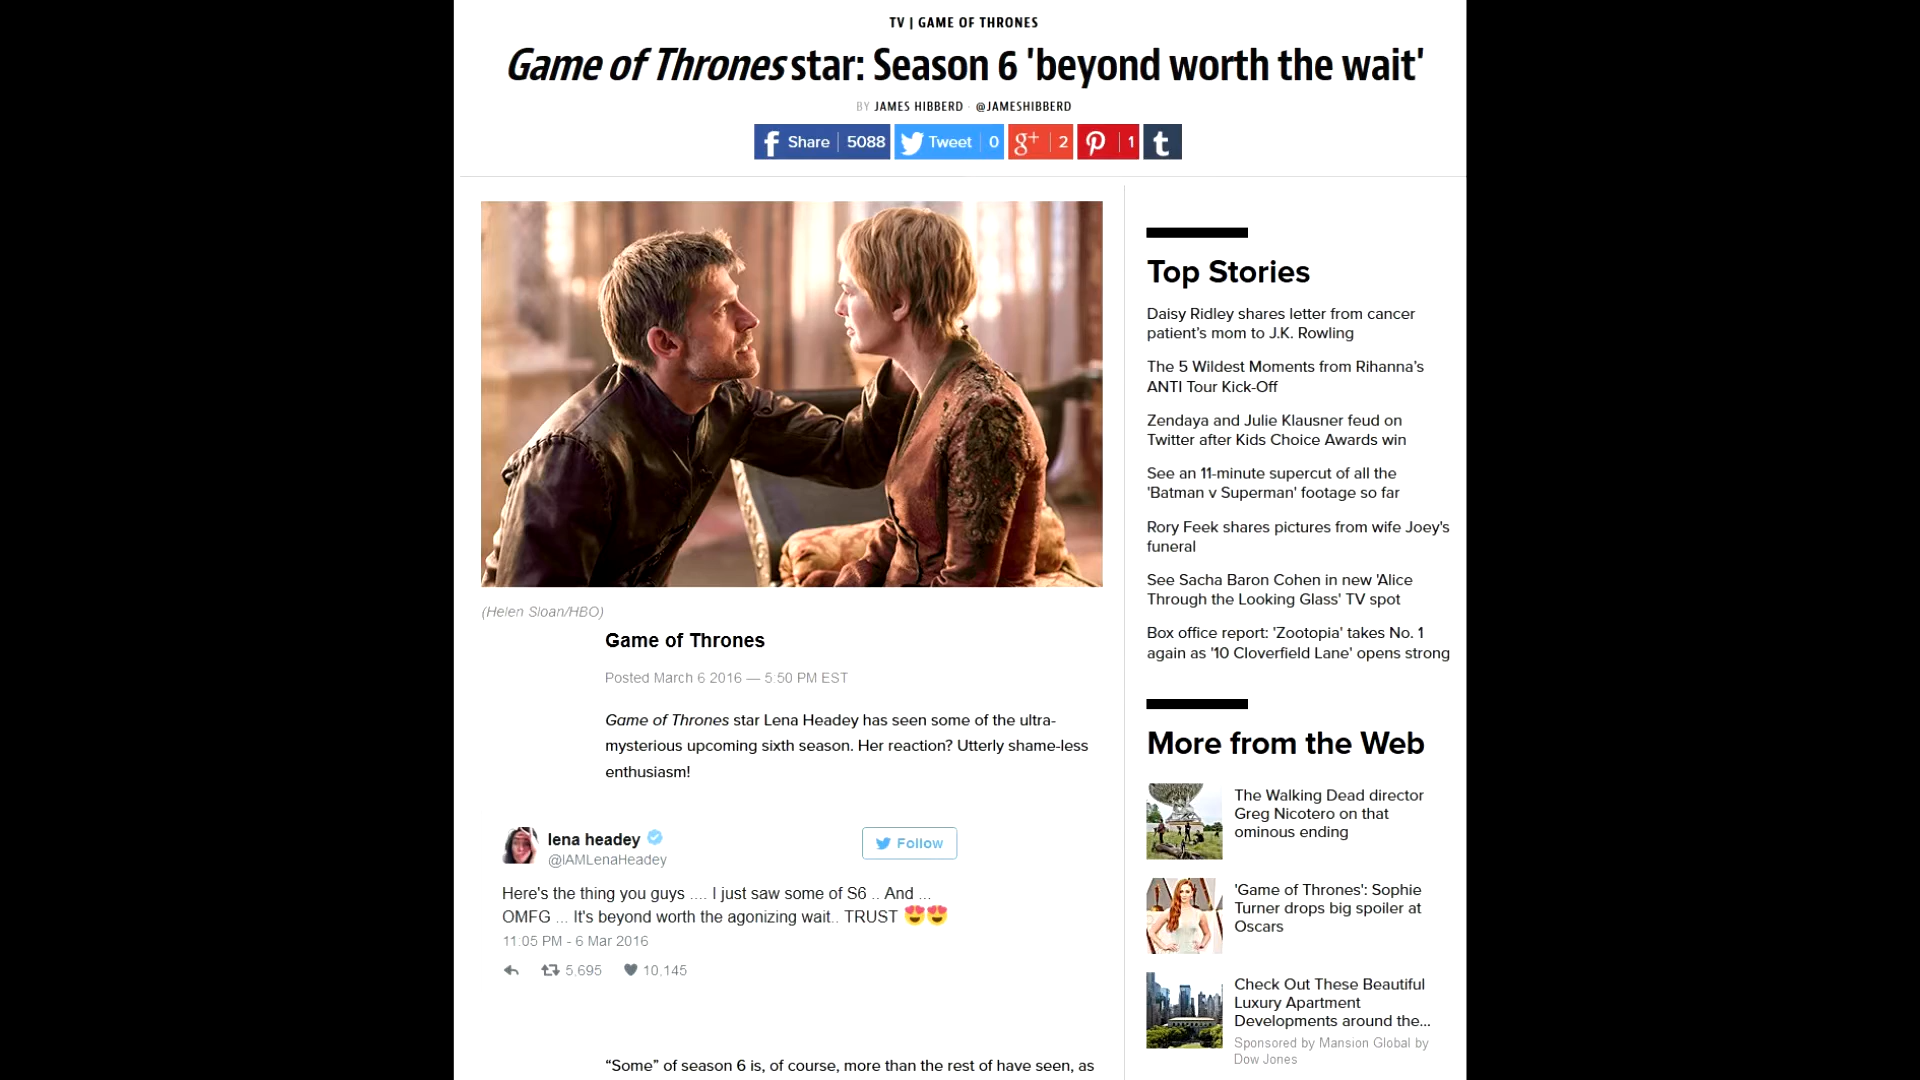 TV | GAME OF THRONES
Game of Thrones star: Season 6 'beyond worth the wait'
BY JAMES HIBBERD · @JAMESHIBBERD
Share 5088 Tweet 0 g+ 2 1 t
(Helen Sloan/HBO)
Game of Thrones
Posted March 6 2016 — 5:50 PM EST
Game of Thrones star Lena Headey has seen some of the ultra-
mysterious upcoming sixth season. Her reaction? Utterly shame-less
enthusiasm!
lena headey
@IAMLenaHeadey
Follow
Here's the thing you guys .... I just saw some of S6 .. And ...
OMFG ... It's beyond worth the agonizing wait.. TRUST 😍😍
11:05 PM - 6 Mar 2016
5,695 10,145
“Some” of season 6 is, of course, more than the rest of have seen, as
Top Stories
Daisy Ridley shares letter from cancer
patient’s mom to J.K. Rowling
The 5 Wildest Moments from Rihanna’s
ANTI Tour Kick-Off
Zendaya and Julie Klausner feud on
Twitter after Kids Choice Awards win
See an 11-minute supercut of all the
'Batman v Superman' footage so far
Rory Feek shares pictures from wife Joey's
funeral
See Sacha Baron Cohen in new 'Alice
Through the Looking Glass' TV spot
Box office report: 'Zootopia' takes No. 1
again as '10 Cloverfield Lane' opens strong
More from the Web
The Walking Dead director
Greg Nicotero on that
ominous ending
'Game of Thrones': Sophie
Turner drops big spoiler at
Oscars
Check Out These Beautiful
Luxury Apartment
Developments around the...
Sponsored by Mansion Global by
Dow Jones